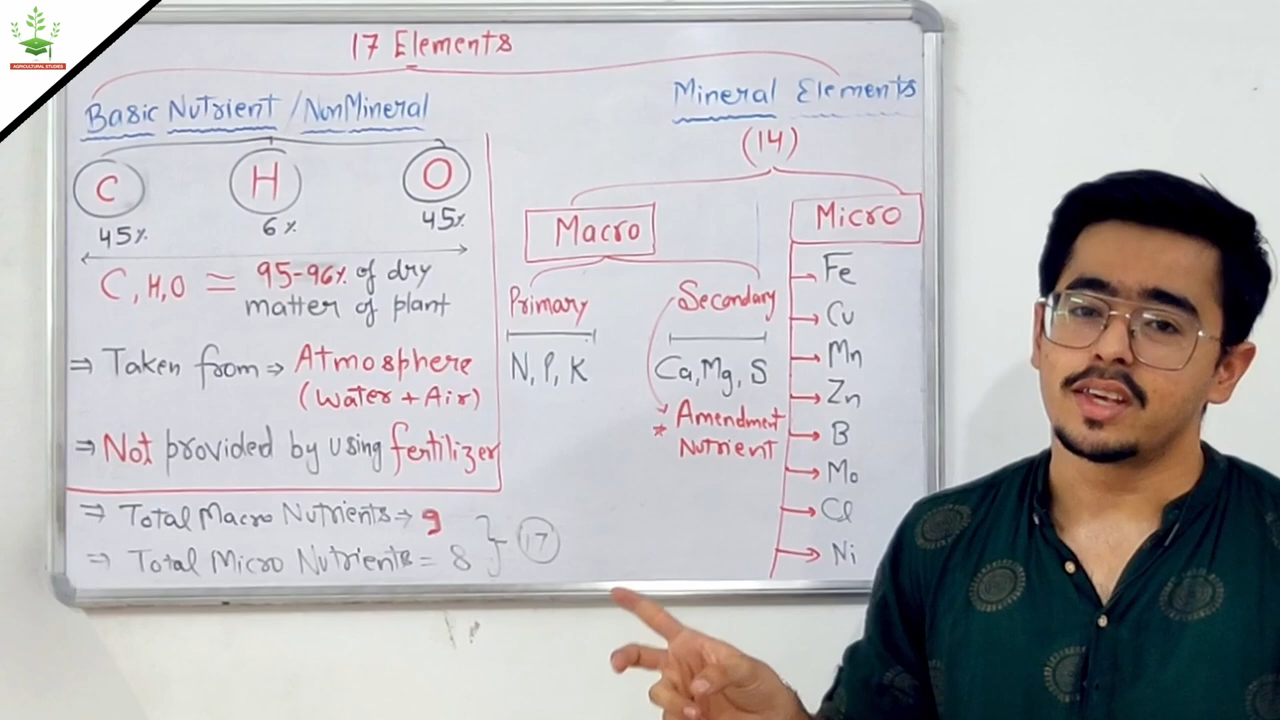 AGRICULTURAL STUDIES
17 Elements
Basic Nutrient / NonMineral
C H O
45% 6% 45%
C, H, O = 95-96% of dry
matter of plant
⇒ Taken from ⇒ Atmosphere
(Water + Air)
⇒ Not provided by using fertilizer
⇒ Total Macro Nutrients → 9
⇒ Total Micro Nutrients = 8
17
Mineral Elements
(14)
Macro
Primary
N, P, K
Secondary
Ca, Mg, S
* Amendment
Nutrient
Micro
→ Fe
→ Cu
→ Mn
→ Zn
→ B
→ Mo
→ Cl
→ Ni